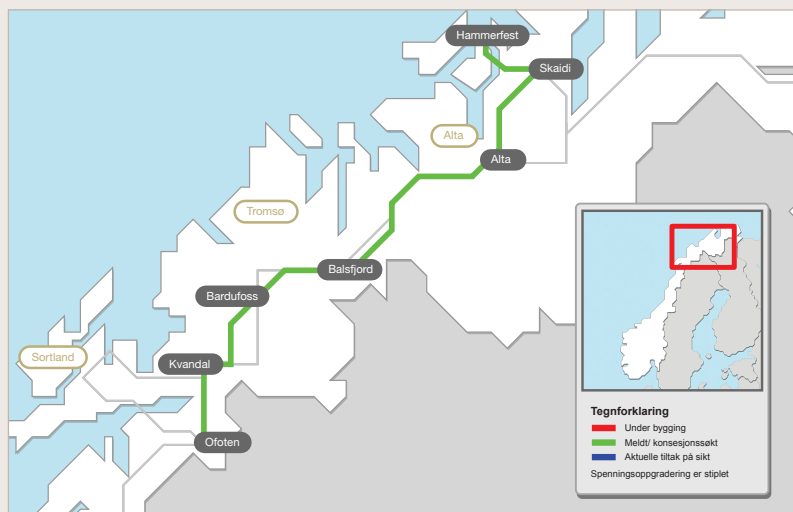 Hammerfest
Skaidi
Alta
Alta
Tromsø
Balsfjord
Bardufoss
Sortland
Kvandal
Ofoten
Tegnforklaring
Under bygging
Meldt/ konsesjonssøkt
Aktuelle tiltak på sikt
Spenningsoppgradering er stiplet